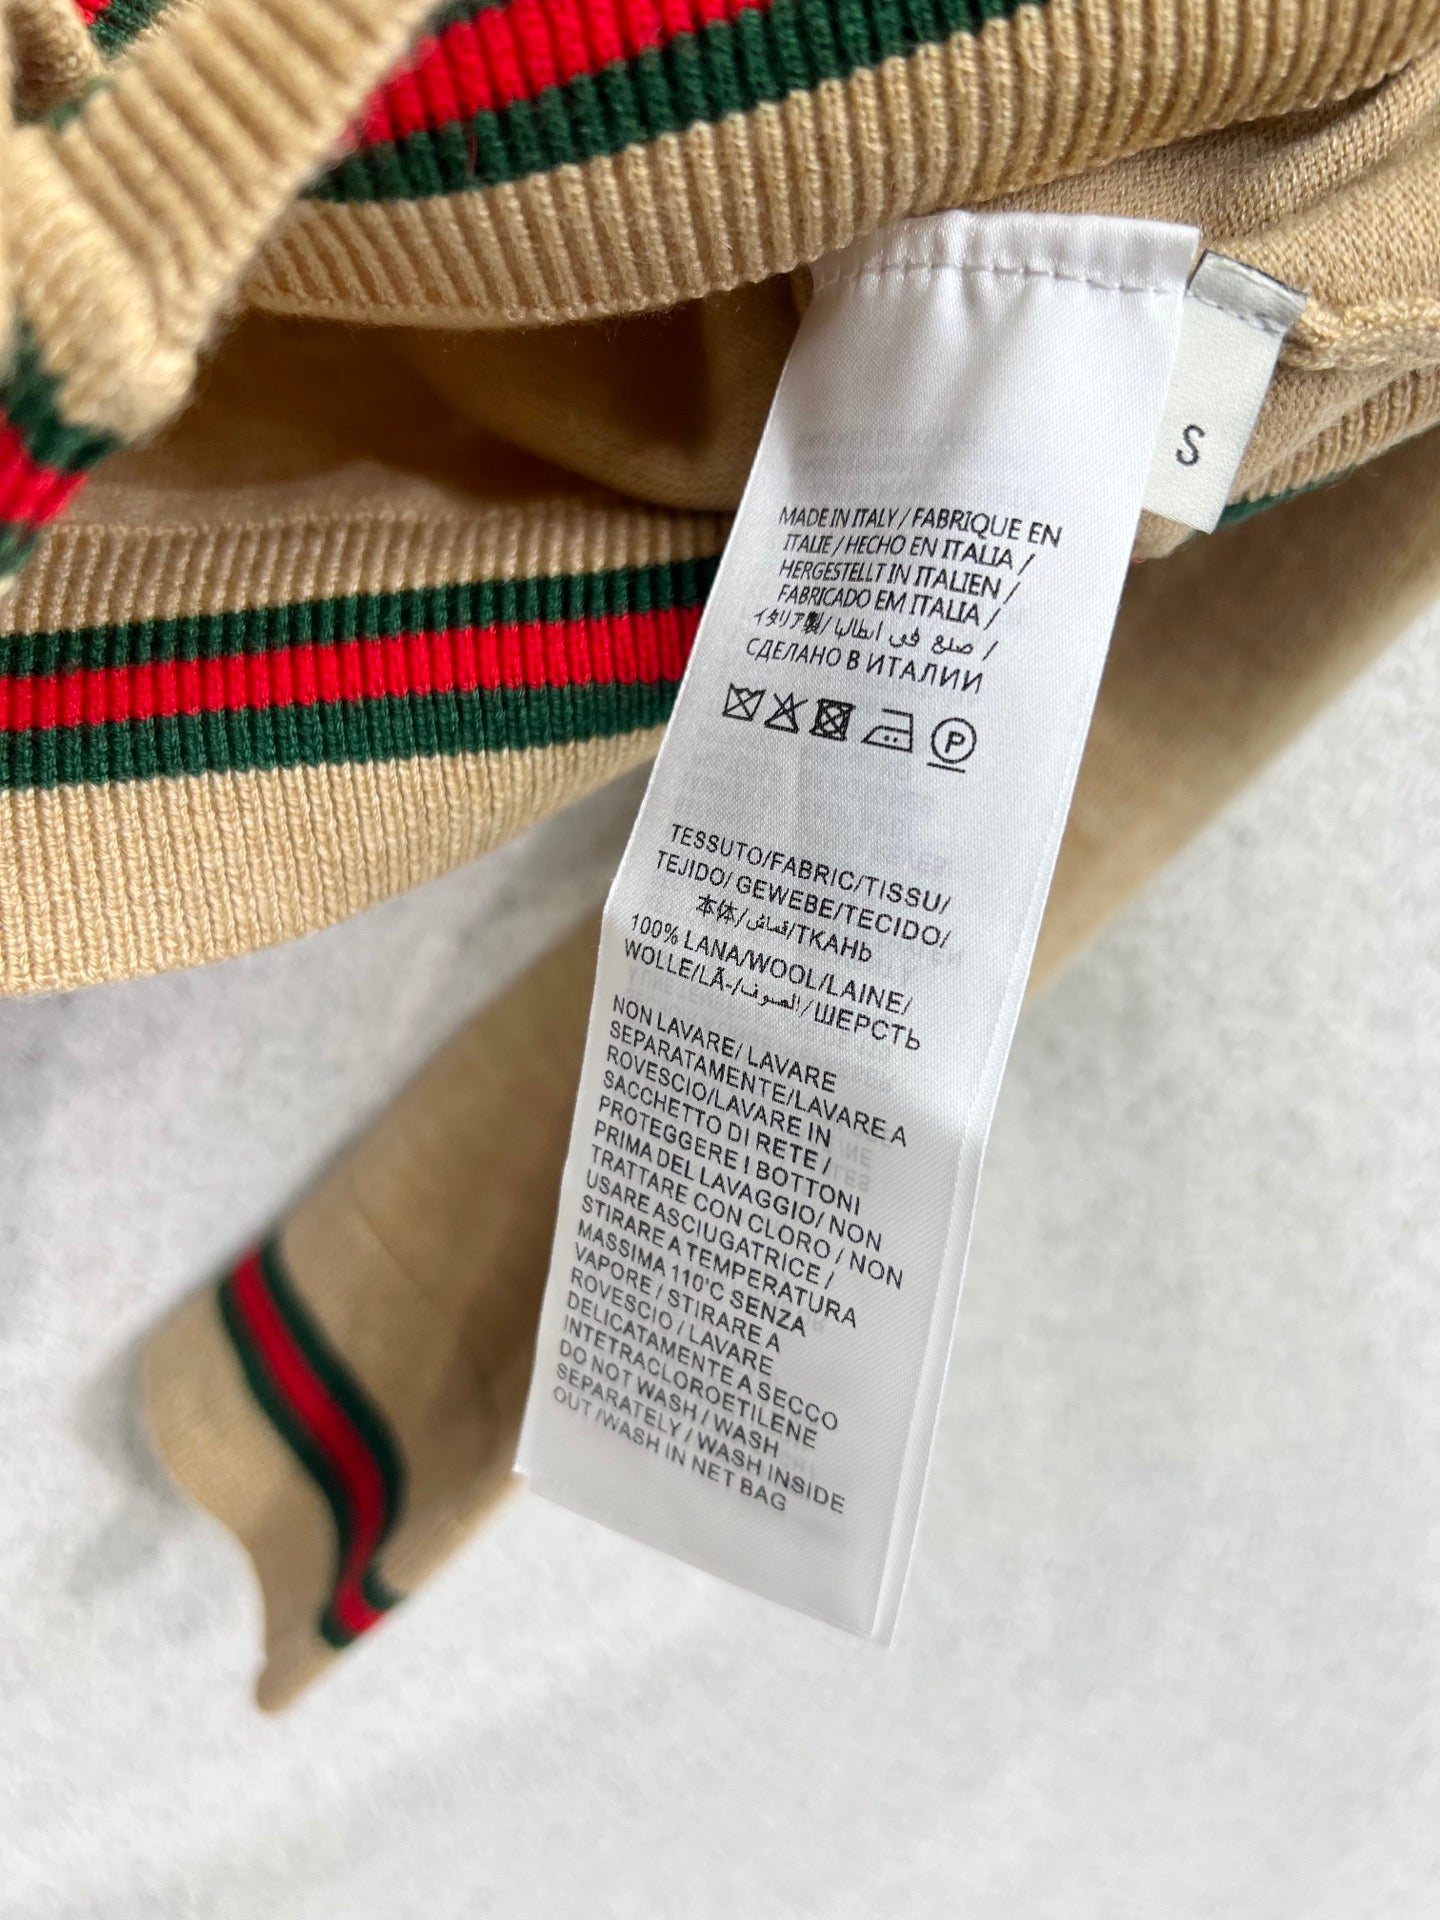 S
MADE IN ITALY / FABRIQUE EN
ITALIE / HECHO EN ITALIA /
HERGESTELLT IN ITALIEN /
FABRICADO EM ITALIA /
イタリア製 / صنع في ايطاليا /
СДЕЛАНО В ИТАЛИИ
P
TESSUTO/FABRIC/TISSU/
TEJIDO/ GEWEBE/TECIDO/
本体/قماش/ТКАНЬ
100% LANA/WOOL/LAINE/
WOLLE/LÃ-/الصوف/ШЕРСТЬ
NON LAVARE/ LAVARE
SEPARATAMENTE/LAVARE A
ROVESCIO/LAVARE IN
SACCHETTO DI RETE /
PROTEGGERE I BOTTONI
PRIMA DEL LAVAGGIO/ NON
TRATTARE CON CLORO / NON
USARE ASCIUGATRICE /
STIRARE A TEMPERATURA
MASSIMA 110'C SENZA
VAPORE / STIRARE A
ROVESCIO / LAVARE
DELICATAMENTE A SECCO
INTETRACLOROETILENE
DO NOT WASH / WASH
SEPARATELY / WASH INSIDE
OUT /WASH IN NET BAG